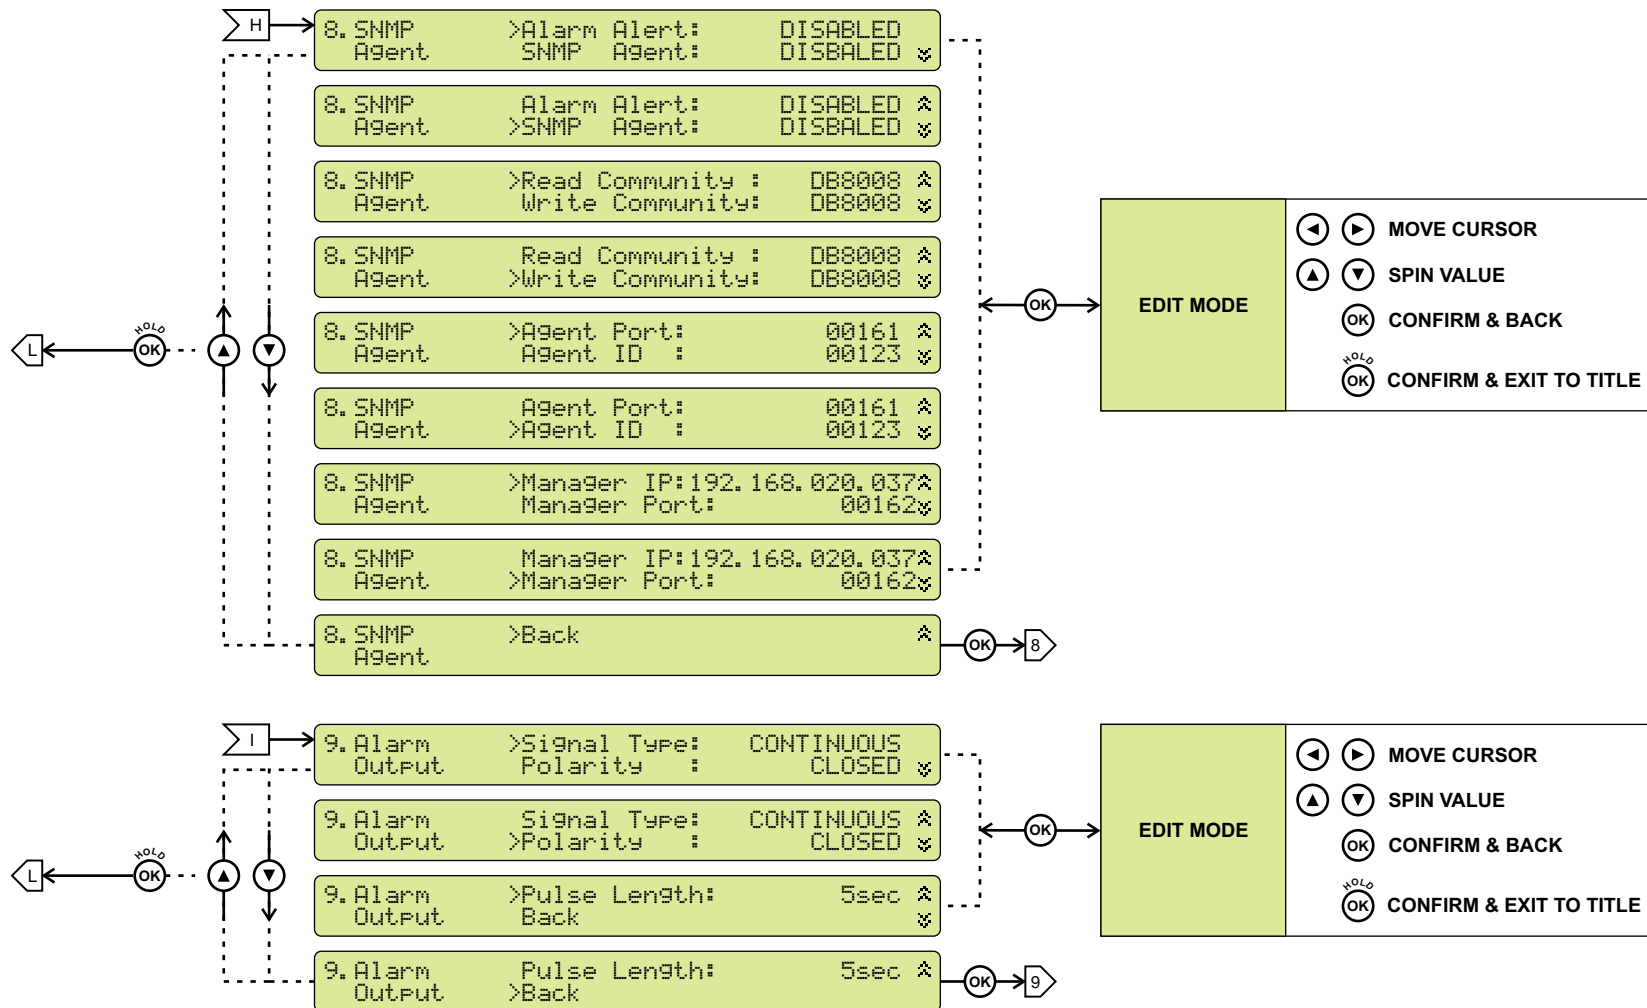 H
8.SNMP >Alarm Alert: DISABLED
Agent SNMP Agent: DISBALED
8.SNMP Alarm Alert: DISABLED
Agent >SNMP Agent: DISBALED
8.SNMP >Read Community : DB8008
Agent Write Community: DB8008
8.SNMP Read Community : DB8008
Agent >Write Community: DB8008
8.SNMP >Agent Port: 00161
Agent Agent ID : 00123
8.SNMP Agent Port: 00161
Agent >Agent ID : 00123
8.SNMP >Manager IP:192.168.020.037
Agent Manager Port: 00162
8.SNMP Manager IP:192.168.020.037
Agent >Manager Port: 00162
8.SNMP >Back
Agent
L
HOLD
OK
OK
OK
8
EDIT MODE
MOVE CURSOR
SPIN VALUE
OK CONFIRM & BACK
HOLD
OK CONFIRM & EXIT TO TITLE
I
9.Alarm >Signal Type: CONTINUOUS
Output Polarity : CLOSED
9.Alarm Signal Type: CONTINUOUS
Output >Polarity : CLOSED
9.Alarm >Pulse Length: 5sec
Output Back
9.Alarm Pulse Length: 5sec
Output >Back
L
HOLD
OK
OK
OK
9
EDIT MODE
MOVE CURSOR
SPIN VALUE
OK CONFIRM & BACK
HOLD
OK CONFIRM & EXIT TO TITLE